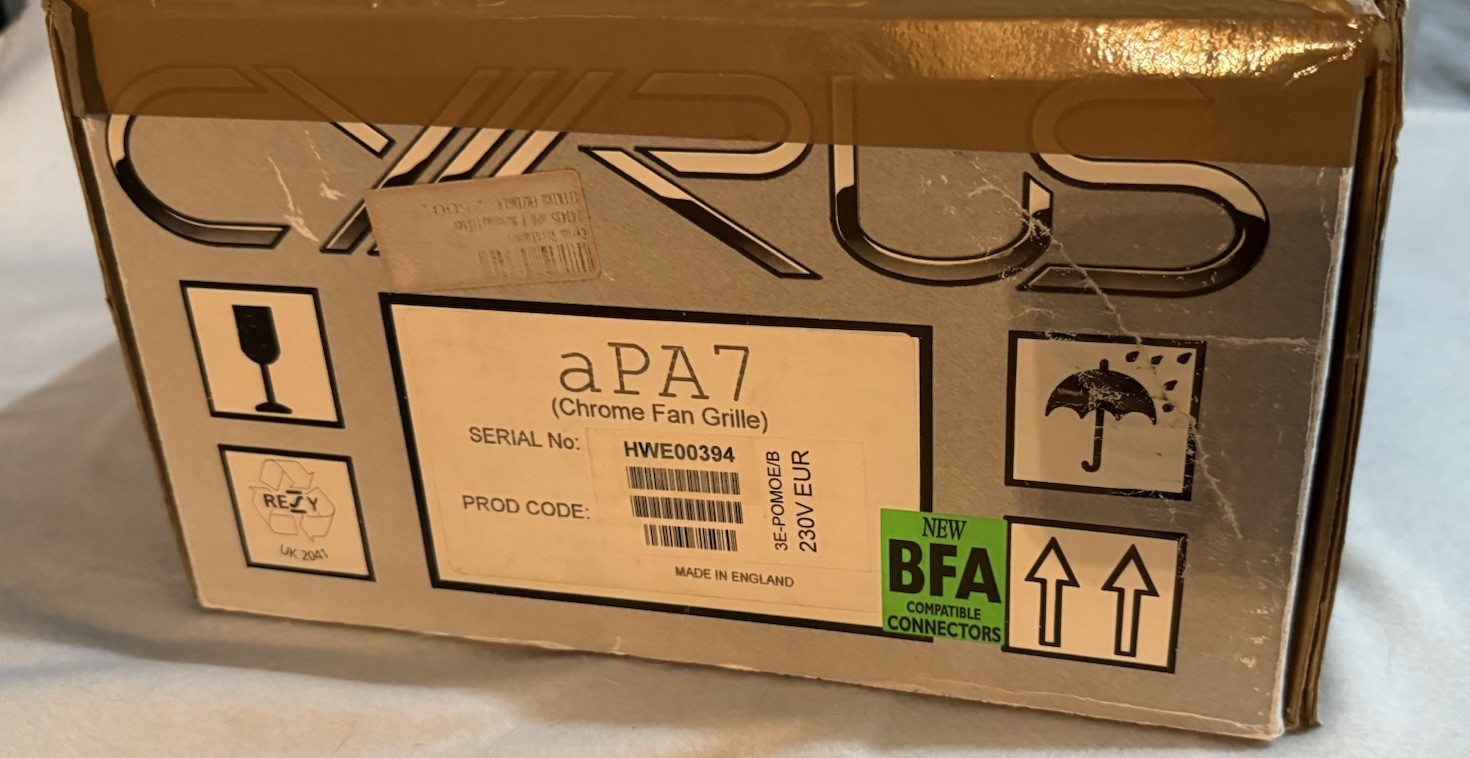 CYRUS
aPA7
(Chrome Fan Grille)
SERIAL No:
HWE00394
PROD CODE:
3E-POMOE/B
230V EUR
MADE IN ENGLAND
RESY
UK 2041
NEW
BFA
COMPATIBLE
CONNECTORS